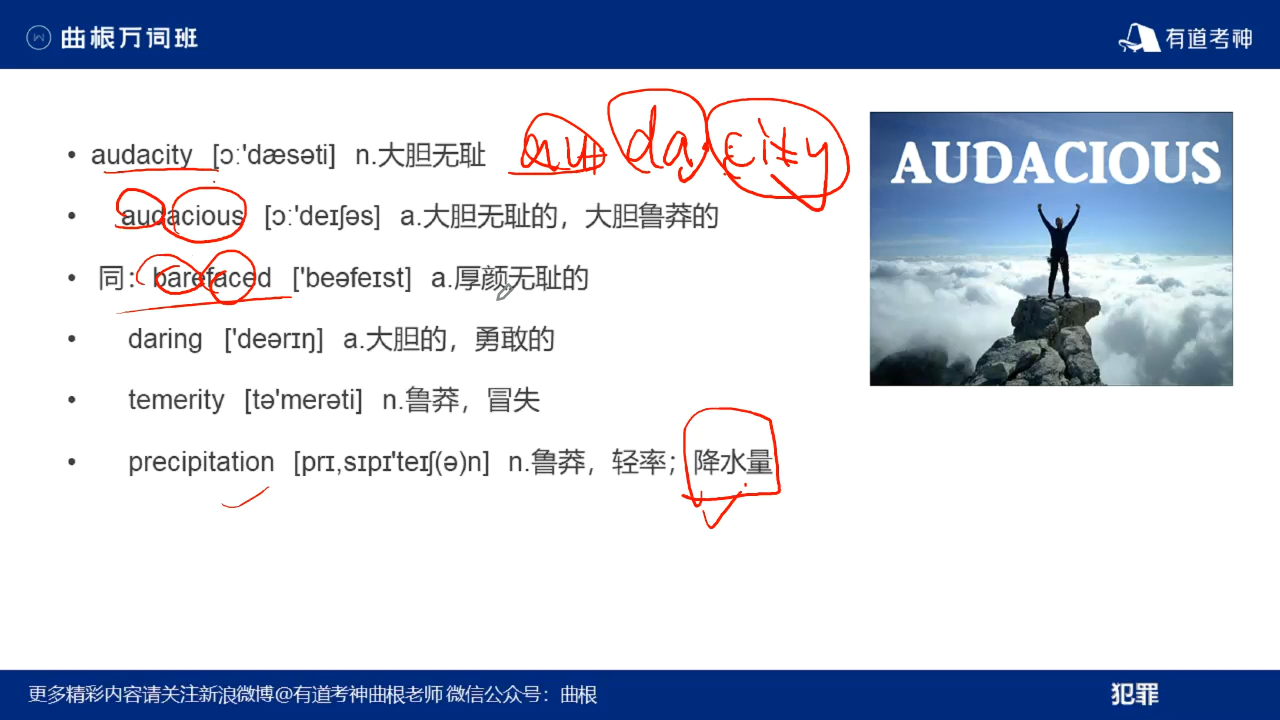 曲根万词班
有道考神
audacity [ɔː'dæsəti] n.大胆无耻
au da city
AUDACIOUS
audacious [ɔː'deɪʃəs] a.大胆无耻的，大胆鲁莽的
同：barefaced ['beəfeɪst] a.厚颜无耻的
daring ['deərɪŋ] a.大胆的，勇敢的
temerity [tə'merəti] n.鲁莽，冒失
precipitation [prɪˌsɪpɪ'teɪʃ(ə)n] n.鲁莽，轻率；降水量
更多精彩内容请关注新浪微博@有道考神曲根老师 微信公众号：曲根
犯罪